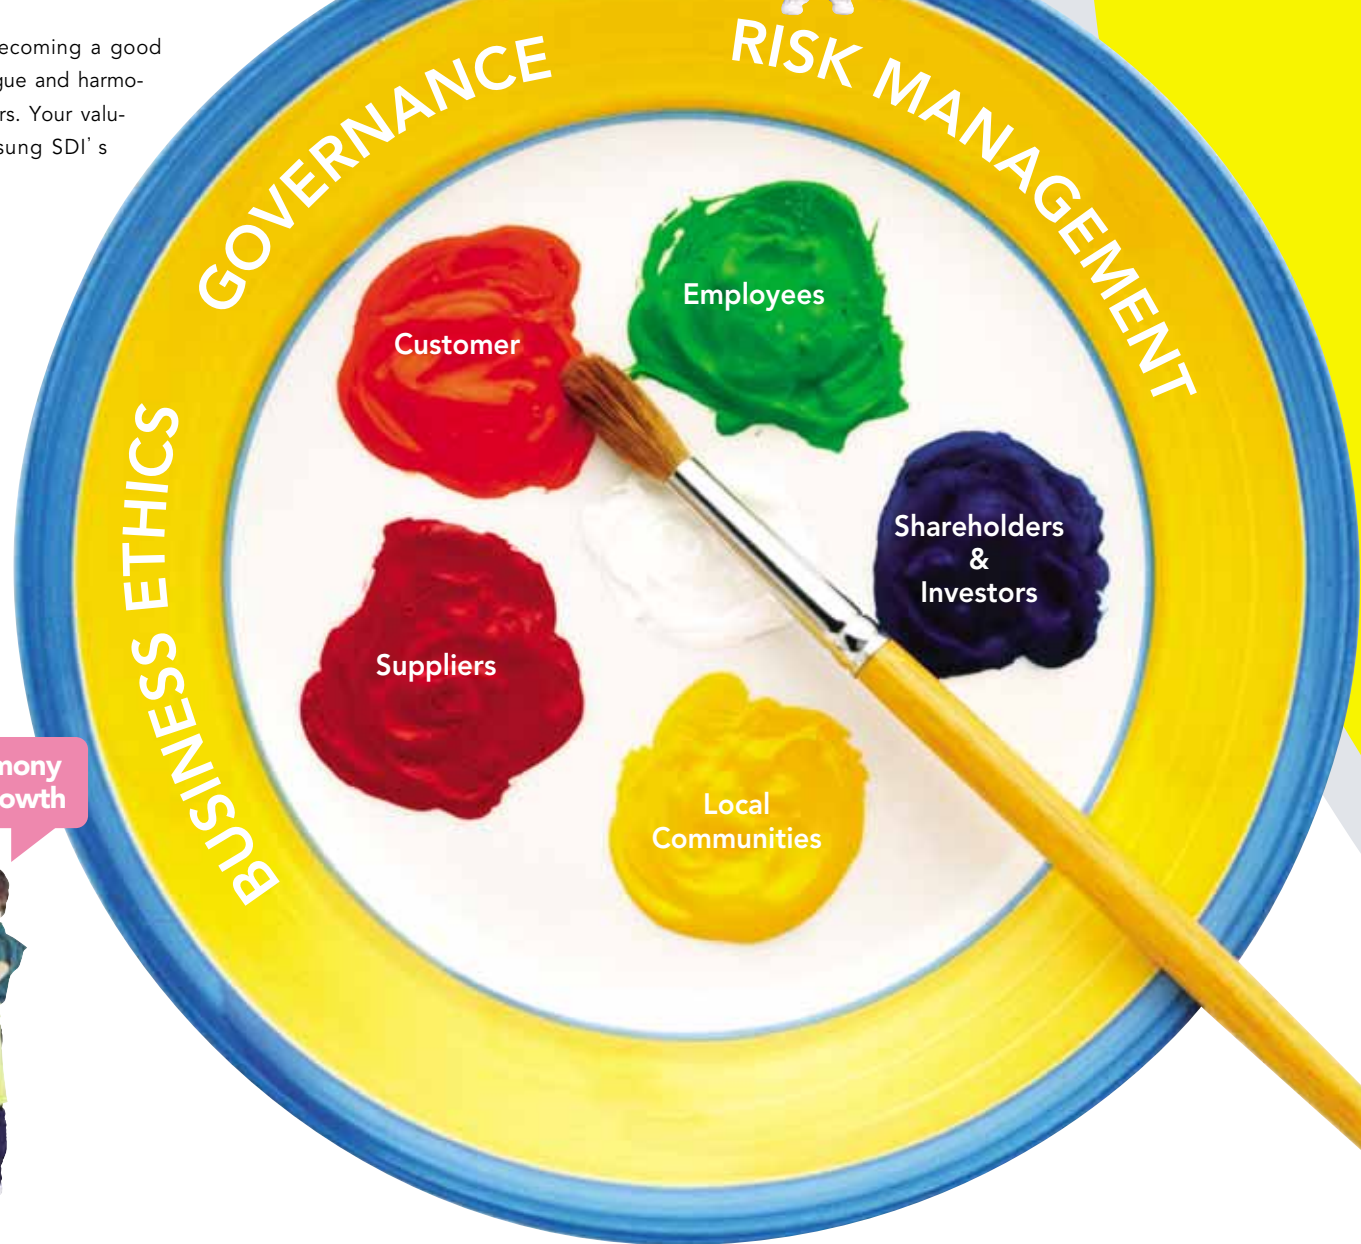 ecoming a good
gue and harmo-
rs. Your valu-
sung SDI's
GOVERNANCE
RISK MANAGEMENT
BUSINESS ETHICS
Employees
Customer
Shareholders
&
Investors
Suppliers
Local
Communities
mony
owth